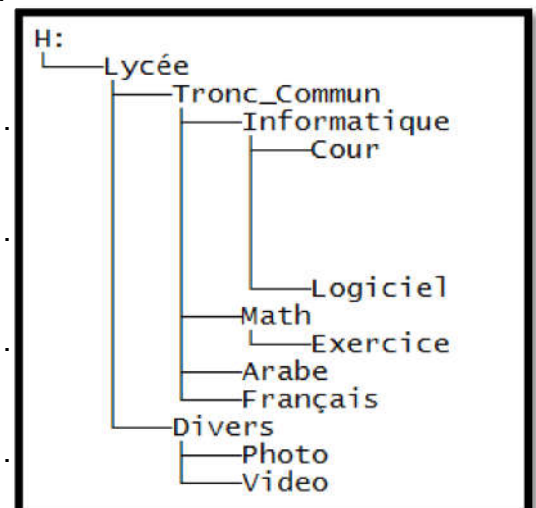 H:
Lycée
Tronc_Commun
Informatique
Cour
Logiciel
Math
Exercice
Arabe
Français
Divers
Photo
Video